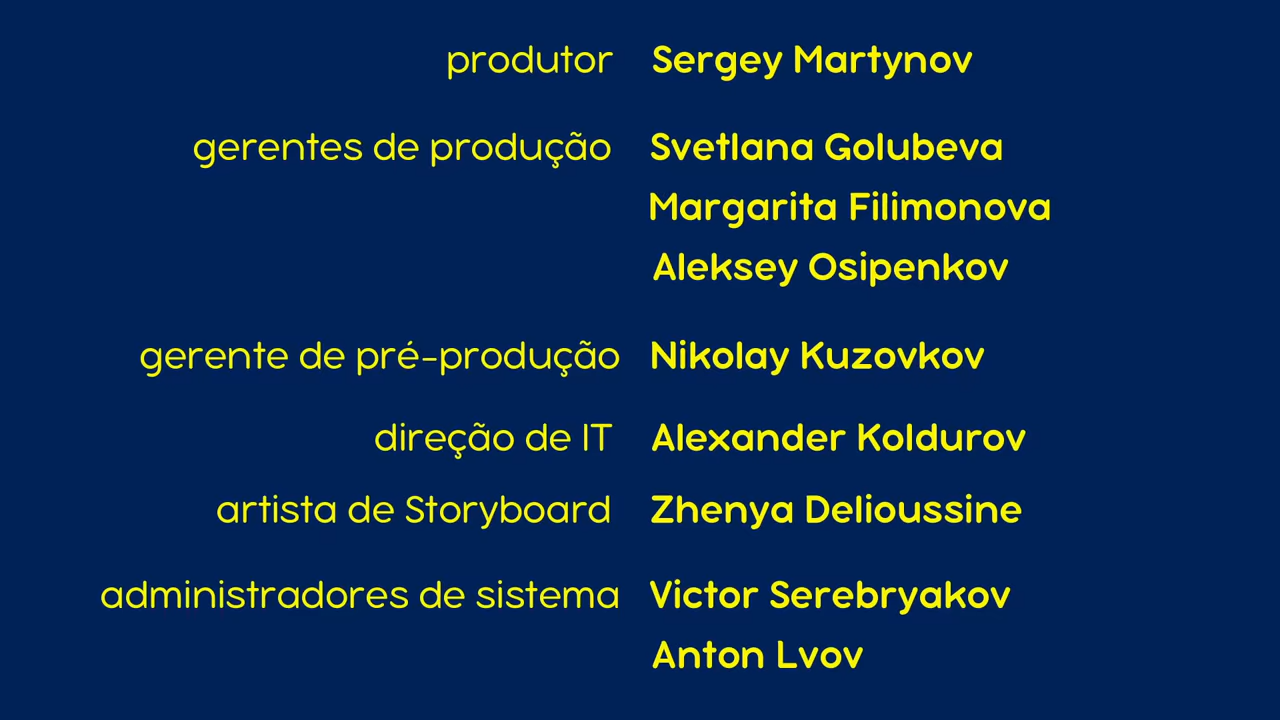 produtor Sergey Martynov
gerentes de produção Svetlana Golubeva
Margarita Filimonova
Aleksey Osipenkov
gerente de pré-produção Nikolay Kuzovkov
direção de IT Alexander Koldurov
artista de Storyboard Zhenya Delioussine
administradores de sistema Victor Serebryakov
Anton Lvov